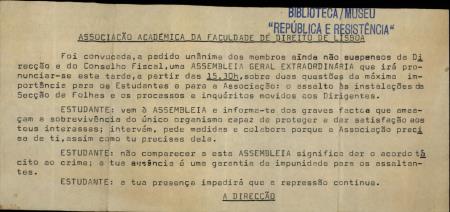 BIBLIOTECA/MUSEU
"REPÚBLICA E RESISTÊNCIA"
ASSOCIAÇÃO ACADÉMICA DA FACULDADE DE DIREITO DE LISBOA
Foi convocada, a pedido unânime dos membros ainda não suspensos da Di
recção e do Conselho Fiscal, uma ASSEMBLEIA GERAL EXTRAORDINÁRIA que irá pro-
nunciar-se esta tarde, a partir das 15,30h, sobre duas questões da máxima im-
portância para os Estudantes e para a Associação: o assalto às instalações da
Secção de Folhas e os processos e inquéritos movidos aos Dirigentes.
ESTUDANTE: vem à ASSEMBLEIA e informa-te dos graves factos que amea-
çam a sobrevivência do único organismo capaz de proteger e dar satisfação aos
teus interesses; intervém, pede medidas e colabora porque a Associação preci
sa de ti, assim como tu precisas dela.
ESTUDANTE: não comparecer a esta ASSEMBLEIA significa dar o acordo tá
cito ao crime; a tua ausência é uma garantia de impunidade para os assaltan-
tes.
ESTUDANTE: a tua presença impedirá que a repressão continue.
A DIRECÇÃO